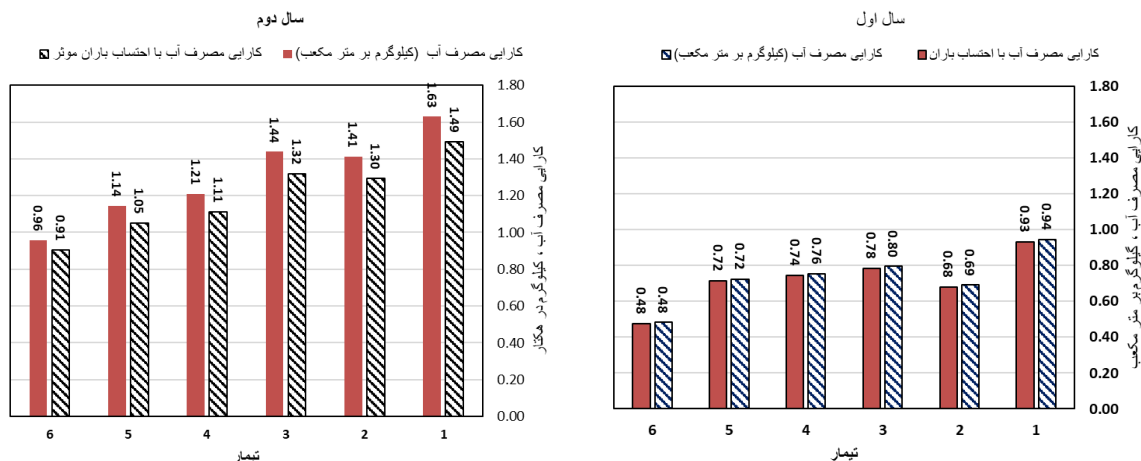 سال اول
کارایی مصرف آب (کیلوگرم بر متر مکعب)
کارایی مصرف آب با احتساب باران
1.80
1.60
1.40
1.20
1.00
0.80
0.60
0.40
0.20
0.00
کارایی مصرف آب ، کیلوگرم بر متر مکعب
0.48 0.48 0.72 0.72 0.74 0.76 0.78 0.80 0.68 0.69 0.93 0.94
6 5 4 3 2 1
تیمار
سال دوم
کارایی مصرف آب (کیلوگرم بر متر مکعب)
کارایی مصرف آب با احتساب باران موثر
1.80
1.60
1.40
1.20
1.00
0.80
0.60
0.40
0.20
0.00
کارایی مصرف آب ، کیلوگرم در هکتار
0.96 0.91 1.14 1.05 1.21 1.11 1.44 1.32 1.41 1.30 1.63 1.49
6 5 4 3 2 1
تیمار